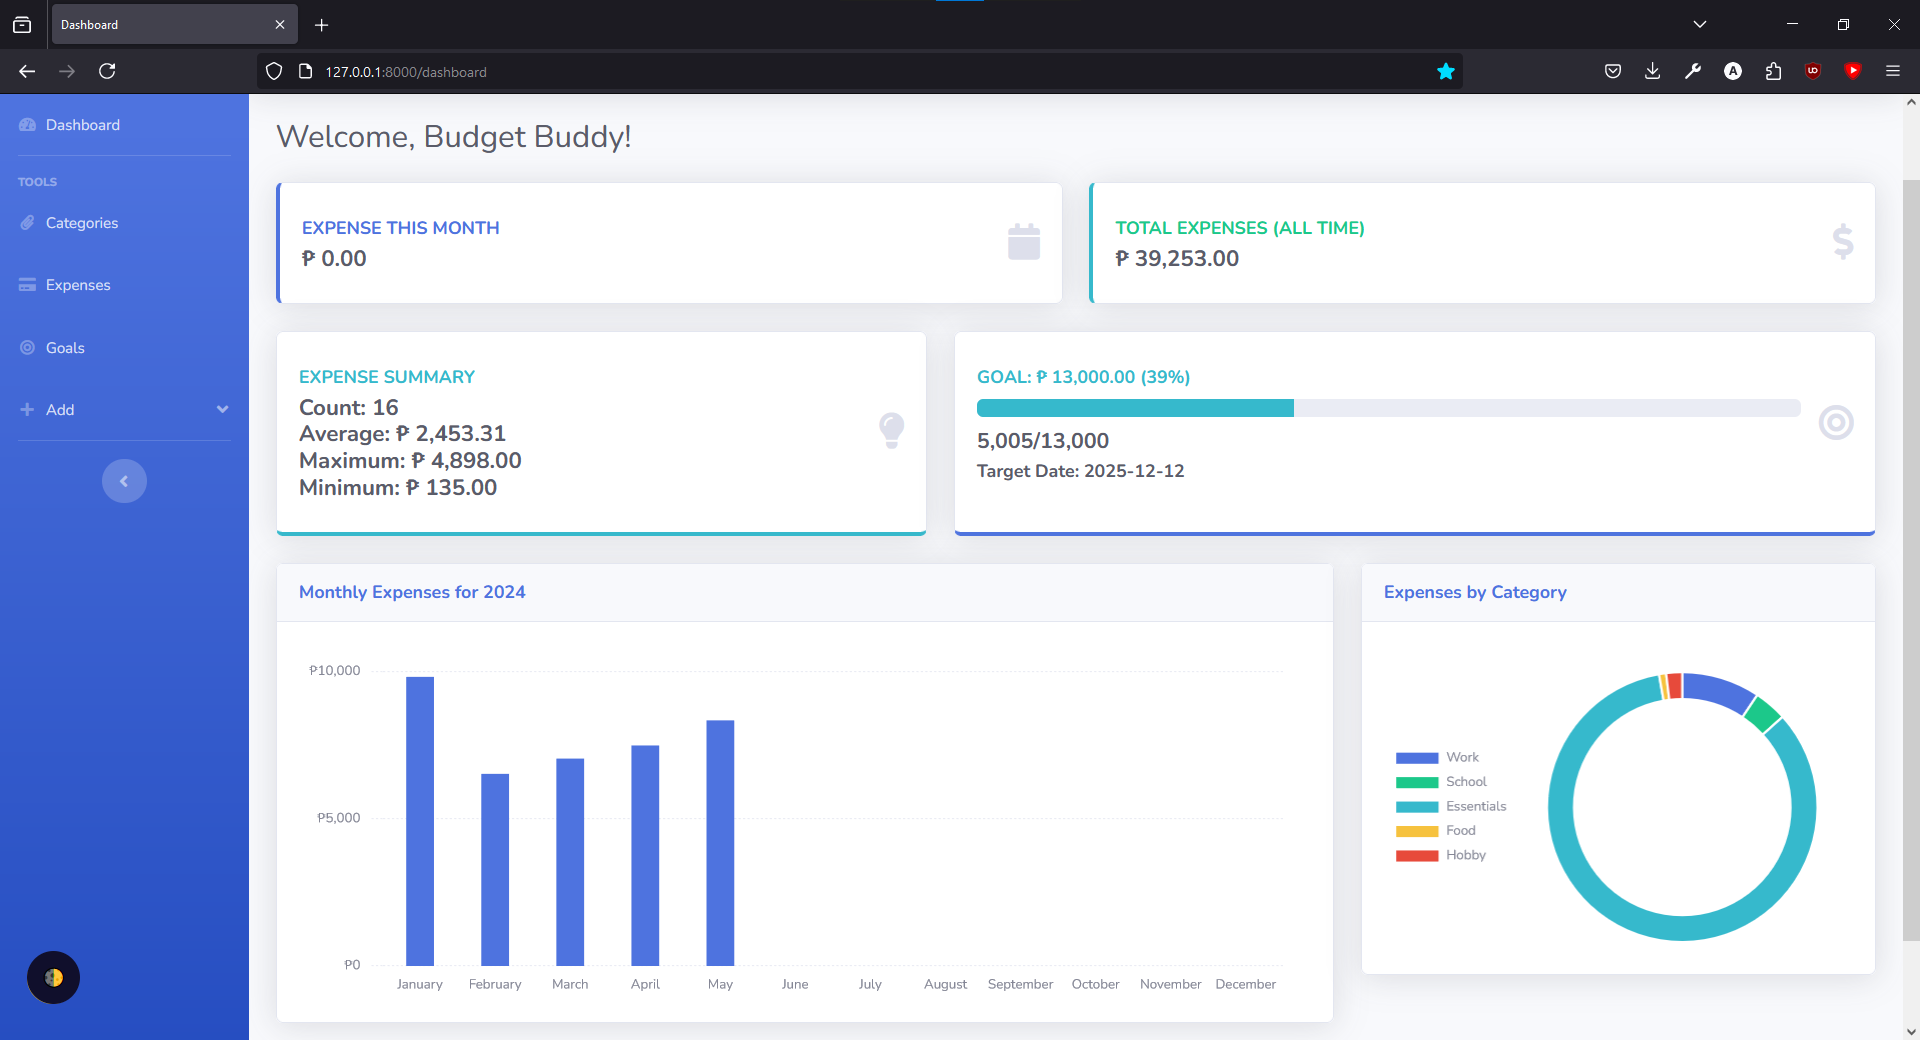 Dashboard
127.0.0.1:8000/dashboard
Dashboard
TOOLS
Categories
Expenses
Goals
Add
Welcome, Budget Buddy!
EXPENSE THIS MONTH
₱ 0.00
TOTAL EXPENSES (ALL TIME)
₱ 39,253.00
EXPENSE SUMMARY
Count: 16
Average: ₱ 2,453.31
Maximum: ₱ 4,898.00
Minimum: ₱ 135.00
GOAL: ₱ 13,000.00 (39%)
5,005/13,000
Target Date: 2025-12-12
Monthly Expenses for 2024
₱10,000
₱5,000
₱0
January February March April May June July August September October November December
Expenses by Category
Work
School
Essentials
Food
Hobby